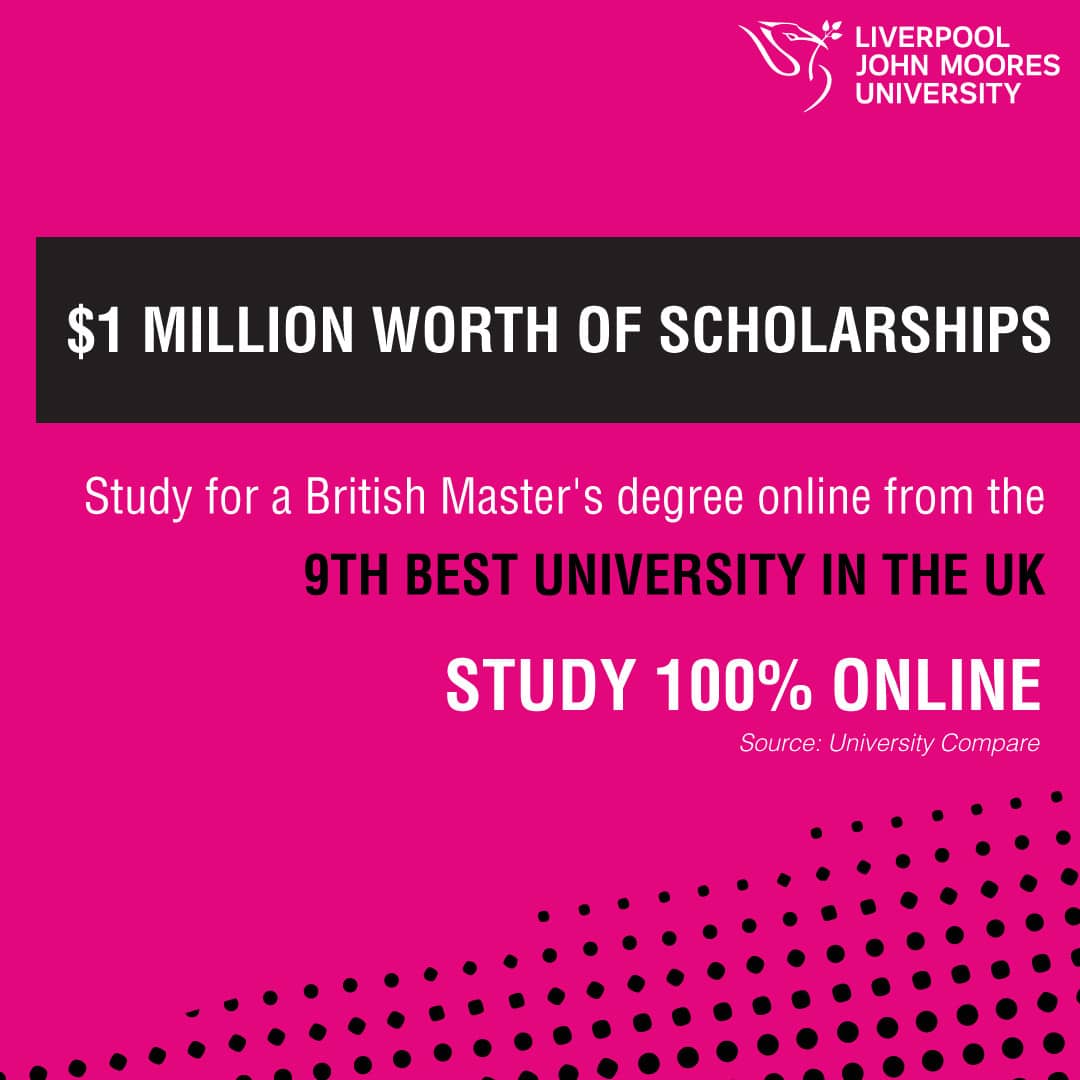 LIVERPOOL
JOHN MOORES
UNIVERSITY
$1 MILLION WORTH OF SCHOLARSHIPS
Study for a British Master's degree online from the
9TH BEST UNIVERSITY IN THE UK
STUDY 100% ONLINE
Source: University Compare